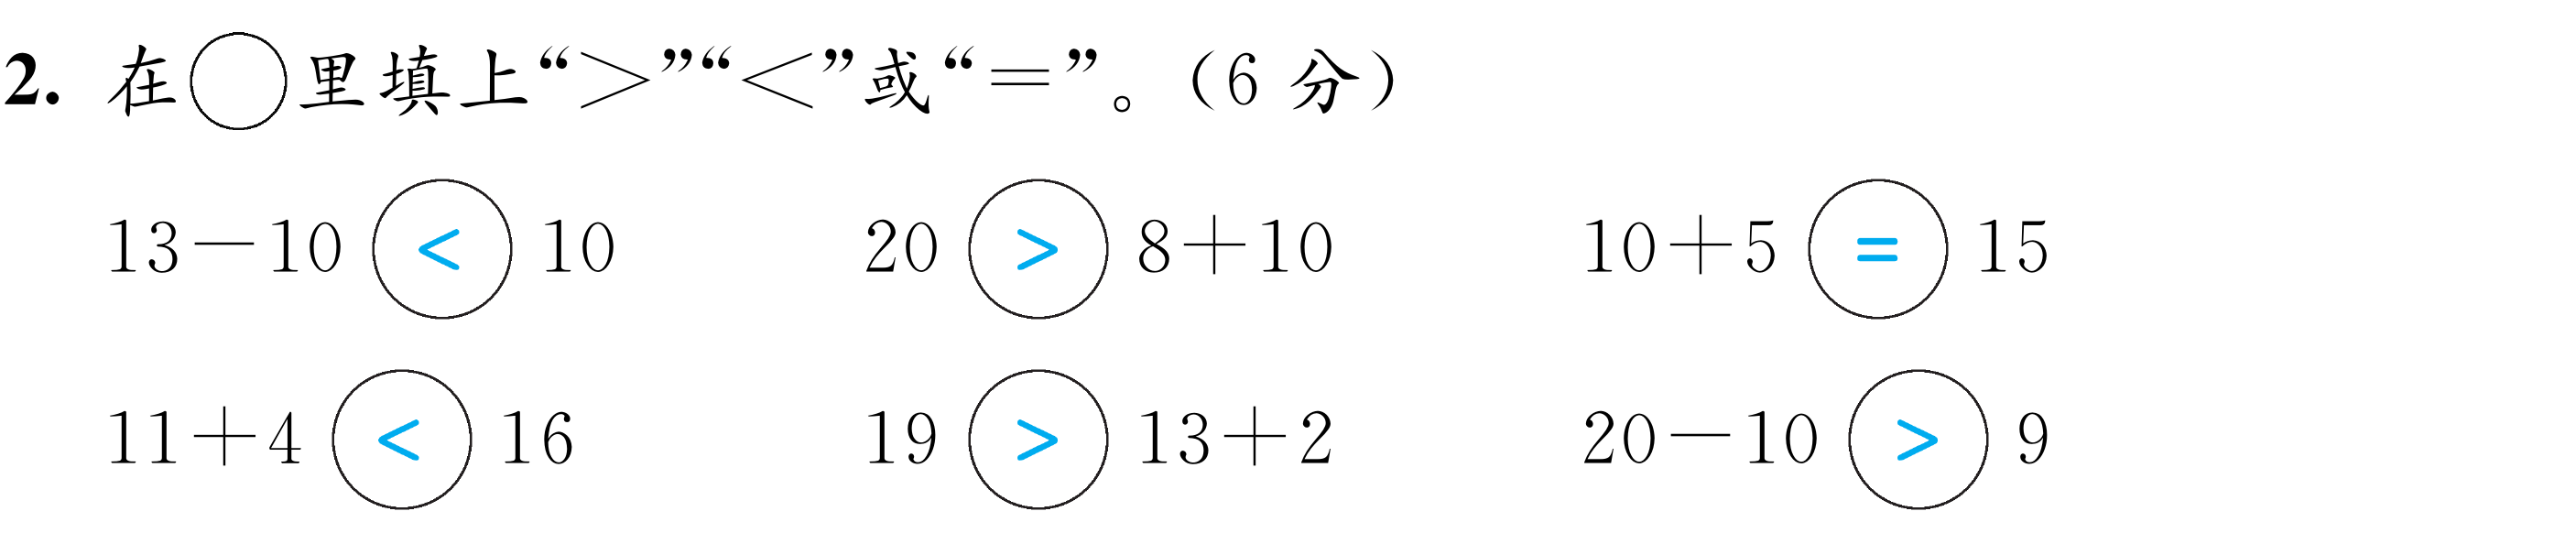 2. 在○里填上“＞”“＜”或“＝”。（6 分）
13－10 < 10 20 > 8＋10 10＋5 = 15
11＋4 < 16 19 > 13＋2 20－10 > 9